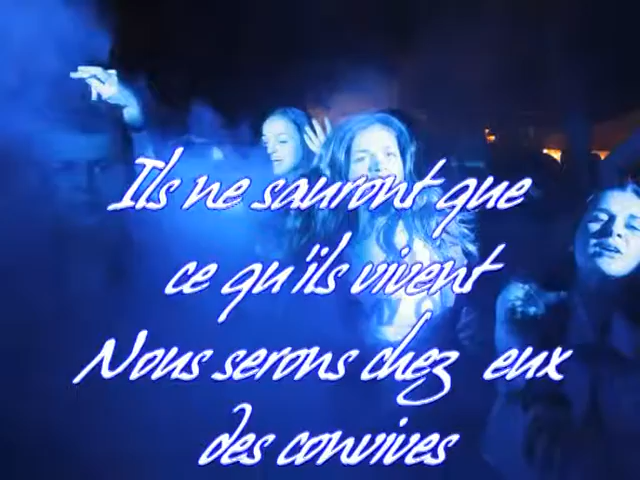 Ils ne sauront que
ce qu'ils vivent
Nous serons chez eux
des convives